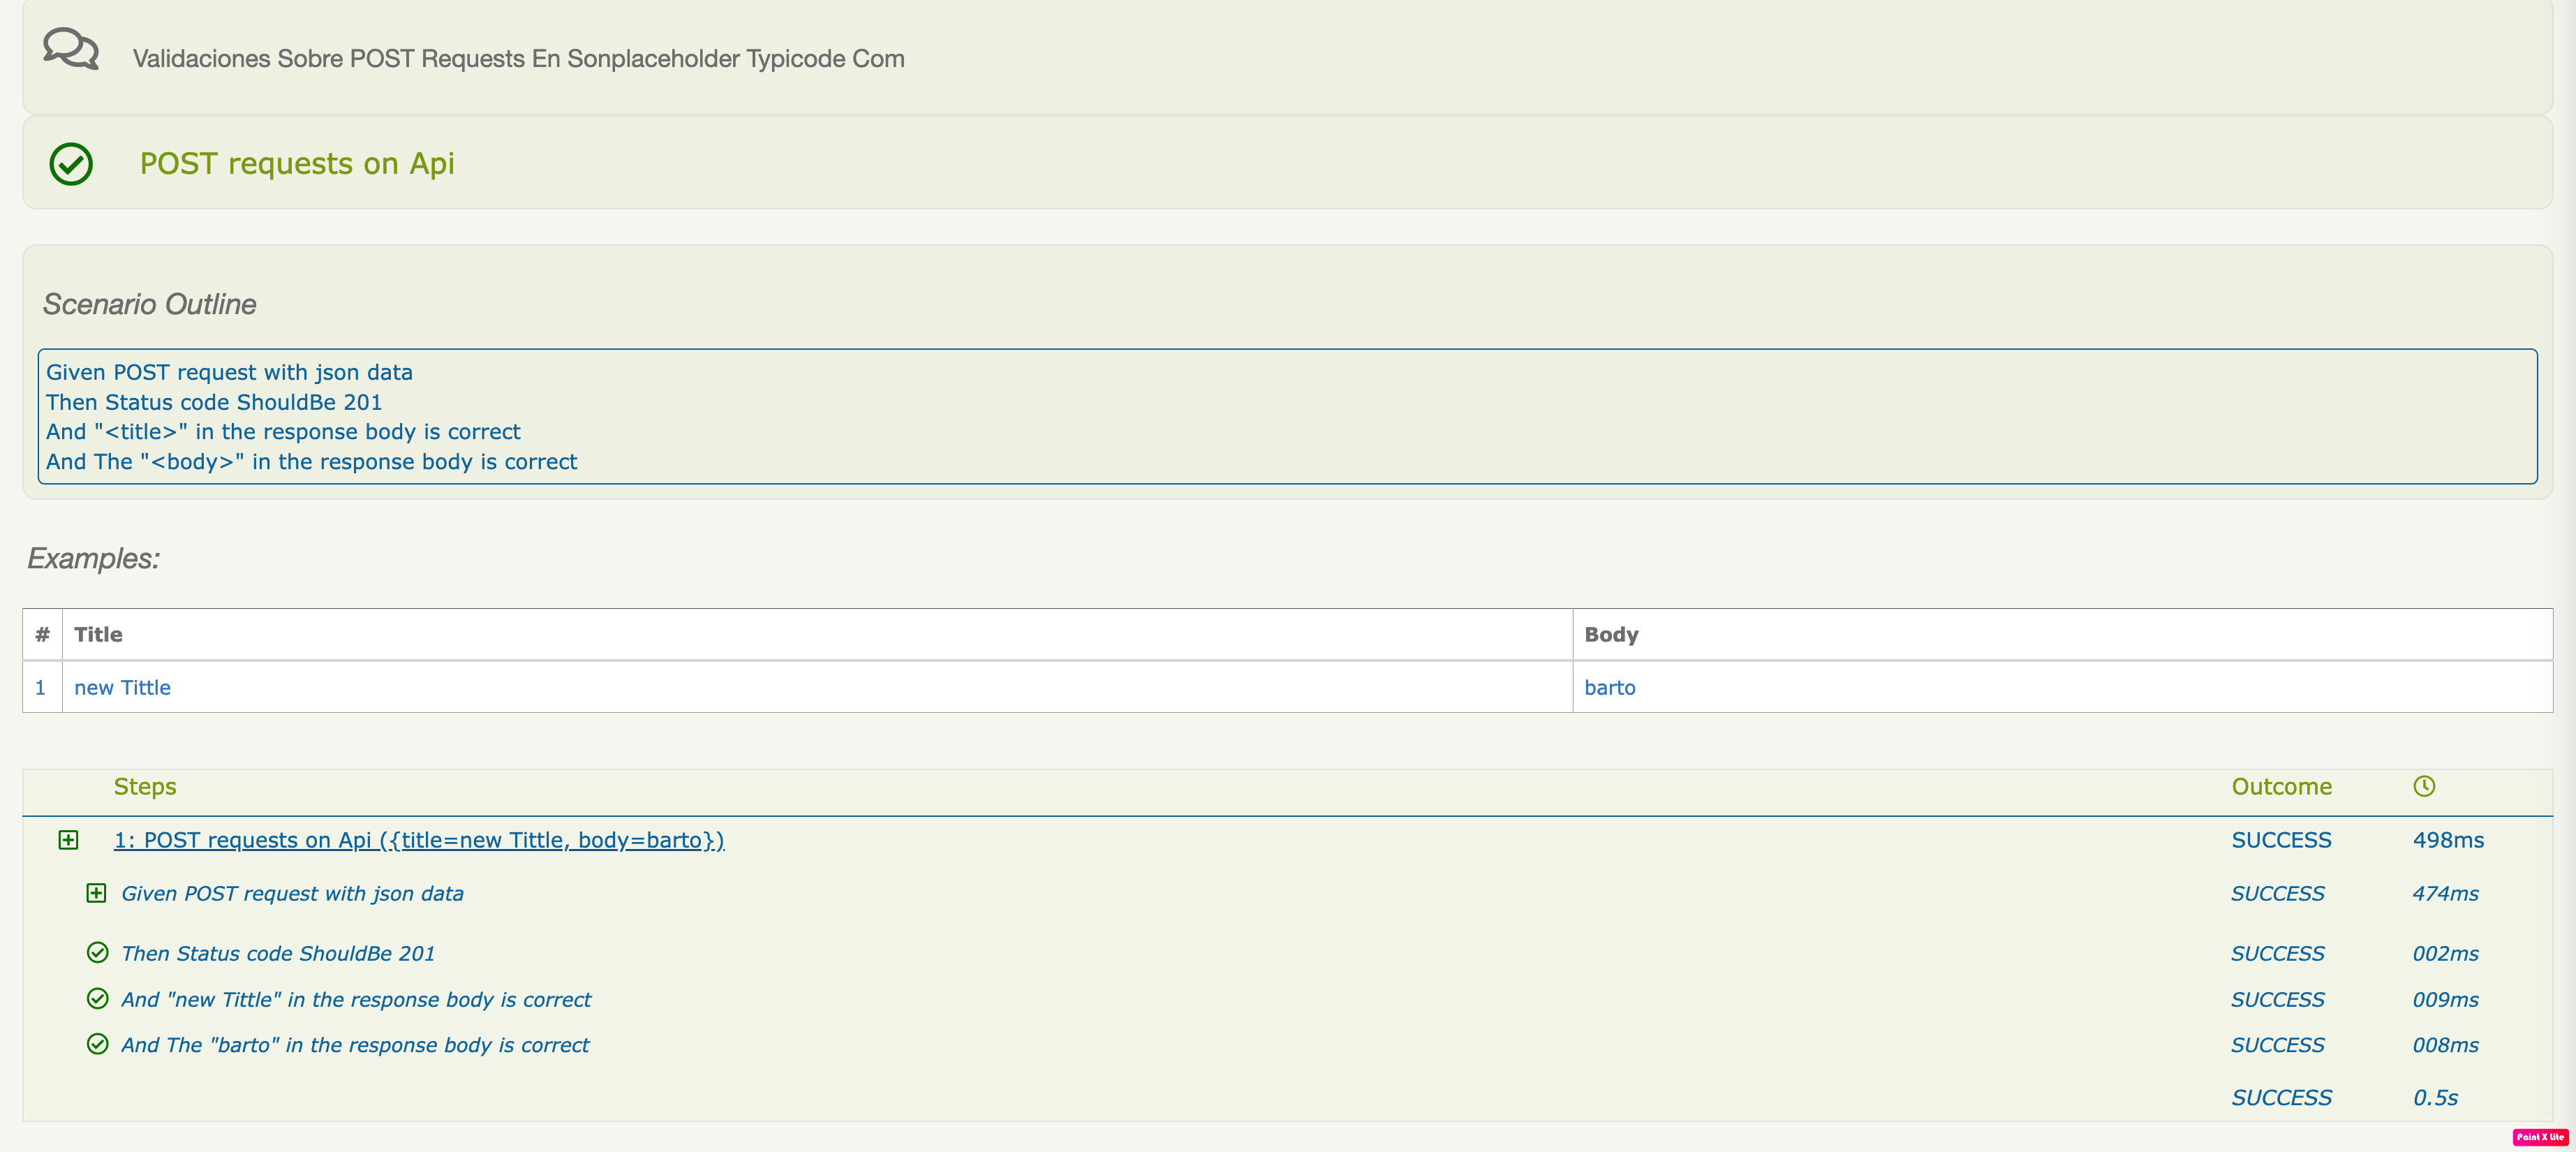 Validaciones Sobre POST Requests En Sonplaceholder Typicode Com
POST requests on Api
Scenario Outline
Given POST request with json data
Then Status code ShouldBe 201
And "<title>" in the response body is correct
And The "<body>" in the response body is correct
Examples:
# Title Body
1 new Tittle barto
Steps Outcome
1: POST requests on Api ({title=new Tittle, body=barto}) SUCCESS 498ms
Given POST request with json data SUCCESS 474ms
Then Status code ShouldBe 201 SUCCESS 002ms
And "new Tittle" in the response body is correct SUCCESS 009ms
And The "barto" in the response body is correct SUCCESS 008ms
SUCCESS 0.5s
Paint X lite